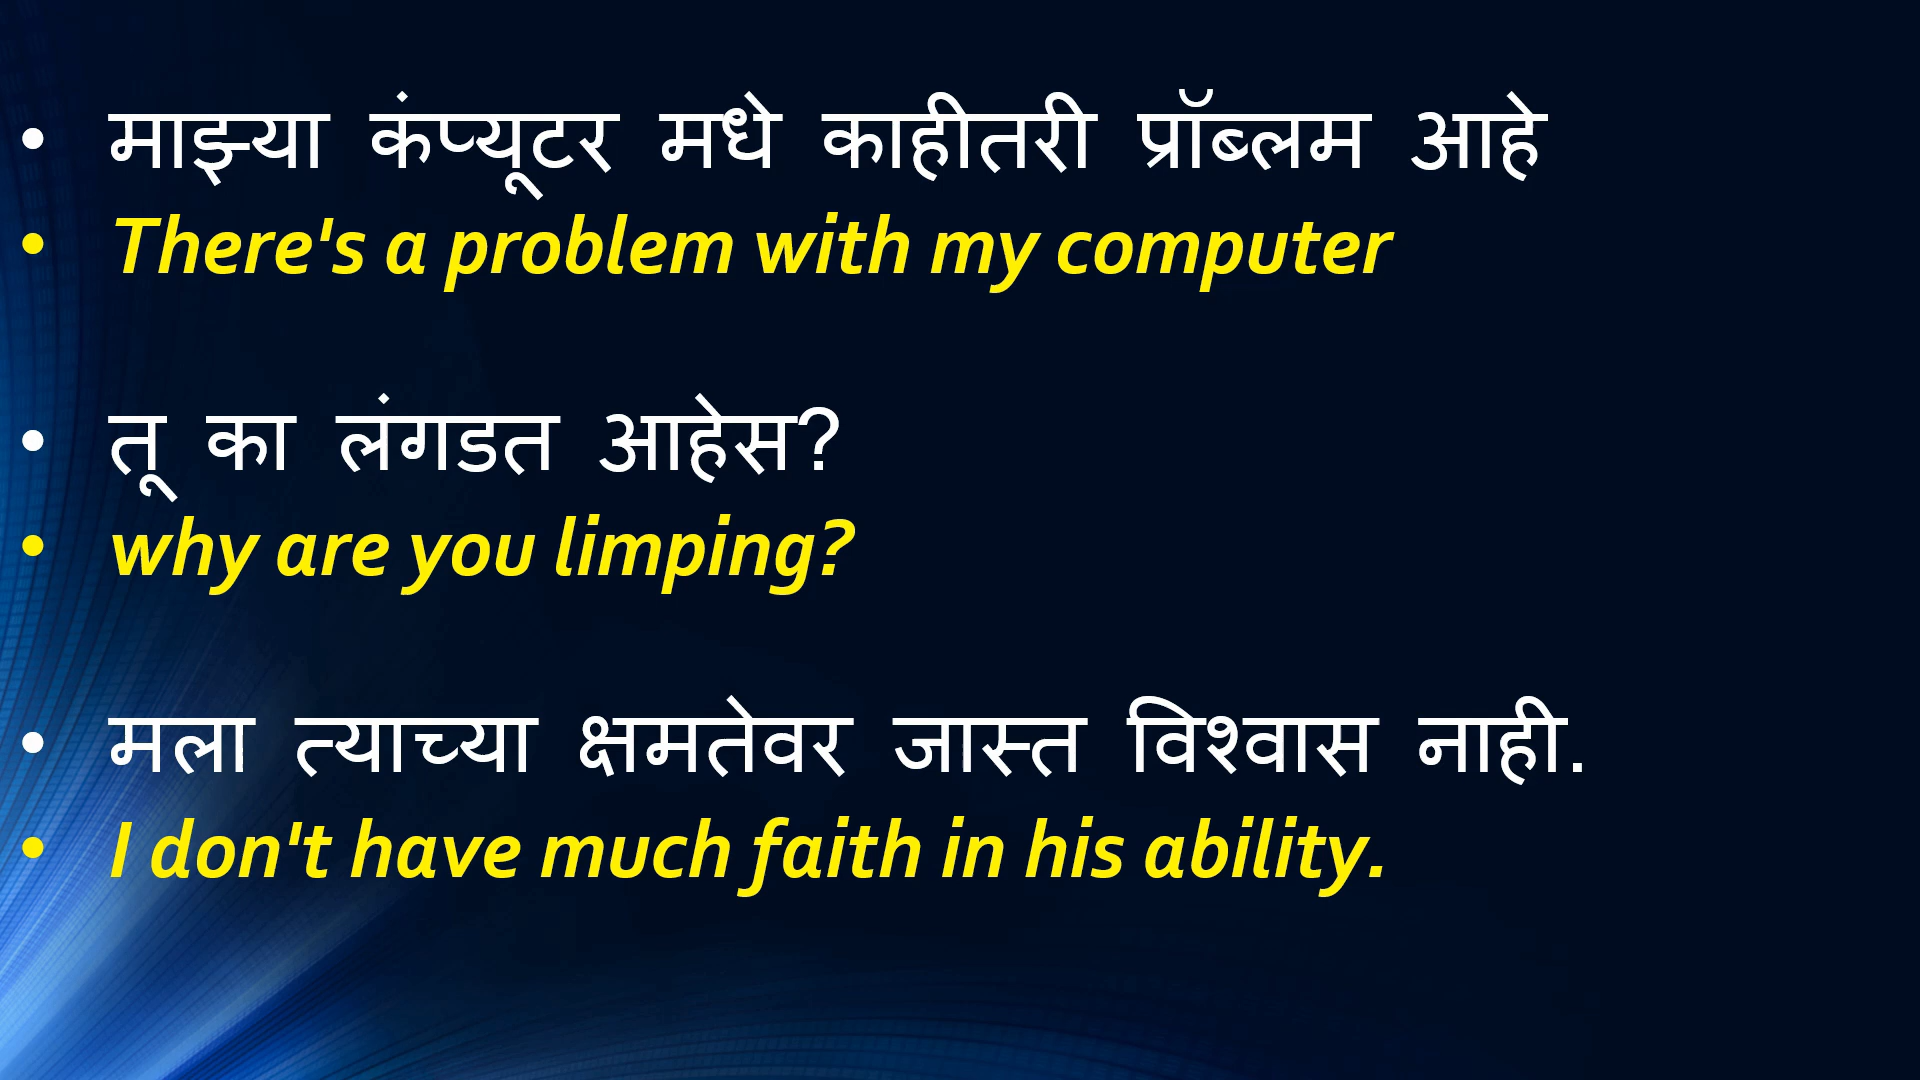 • माझ्या कंप्यूटर मधे काहीतरी प्रॉब्लम आहे
• There's a problem with my computer
• तू का लंगडत आहेस?
• why are you limping?
• मला त्याच्या क्षमतेवर जास्त विश्वास नाही.
• I don't have much faith in his ability.